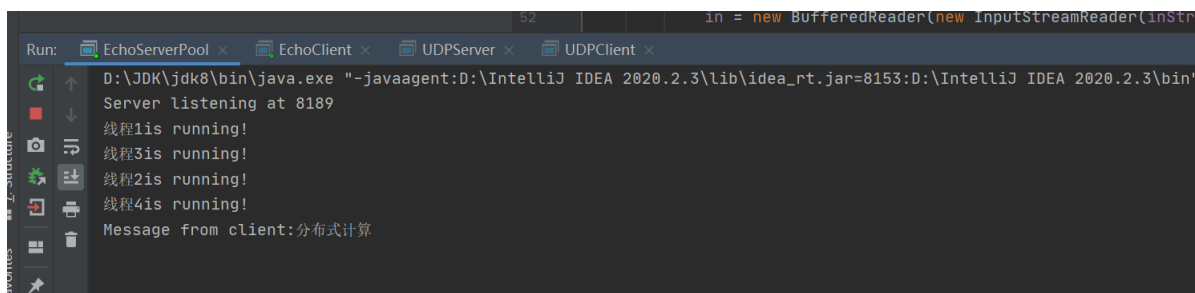 52 in = new BufferedReader(new InputStreamReader(inStr
Run: EchoServerPool × EchoClient × UDPServer × UDPClient ×
D:\JDK\jdk8\bin\java.exe "-javaagent:D:\IntelliJ IDEA 2020.2.3\lib\idea_rt.jar=8153:D:\IntelliJ IDEA 2020.2.3\bin"
Server listening at 8189
线程1is running!
线程3is running!
线程2is running!
线程4is running!
Message from client:分布式计算